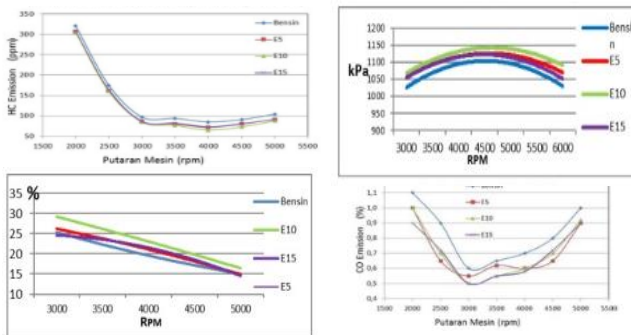 HC Emission (ppm)
350
300
250
200
150
100
50
1500 2000 2500 3000 3500 4000 4500 5000 5500
Putaran Mesin (rpm)
Bensin
E5
E10
E15
kPa
1200
1150
1100
1050
1000
950
900
3000 3500 4000 4500 5000 5500 6000
RPM
Bensi
n
E5
E10
E15
%
35
30
25
20
15
10
3000 4000 5000
RPM
Bensin
E10
E15
E5
CO Emission (%)
1,1
1,0
0,9
0,8
0,7
0,6
0,5
0,4
1500 2000 2500 3000 3500 4000 4500 5000 5500
Putaran Mesin (rpm)
Bensin
E5
E10
E15